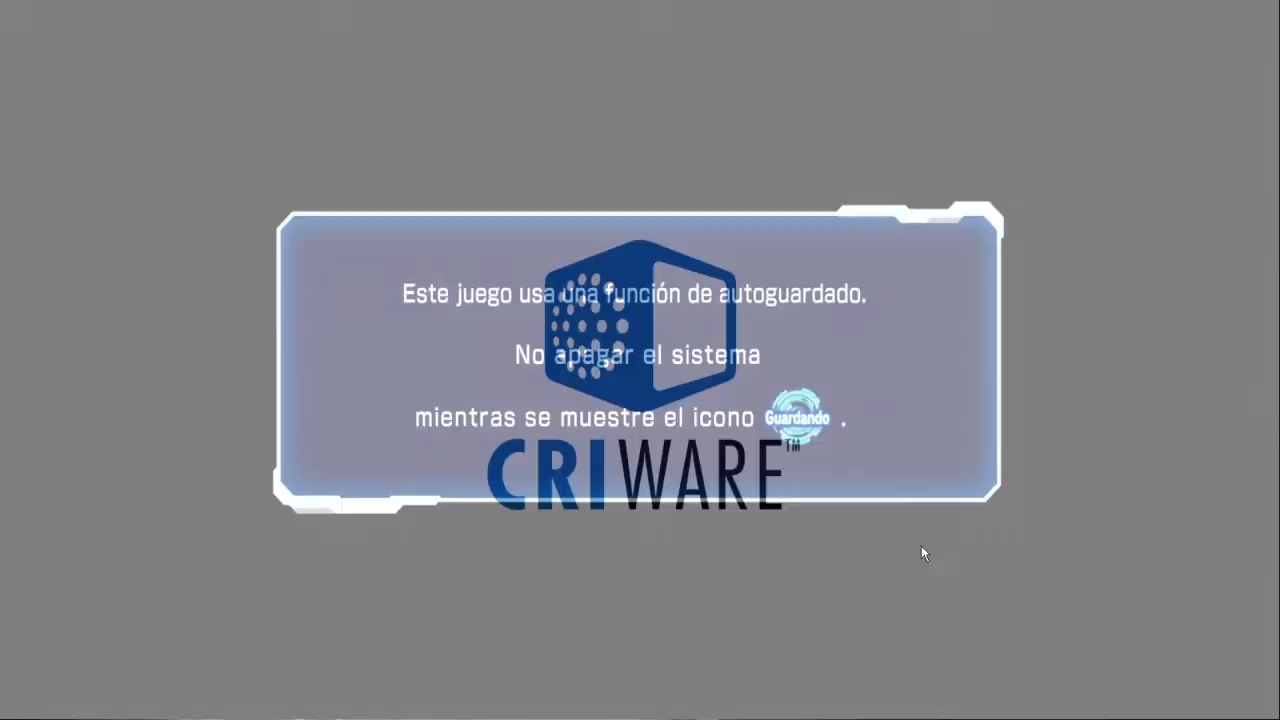 Este juego usa una función de autoguardado.
No apagar el sistema
mientras se muestre el icono Guardando .
CRIWARE™